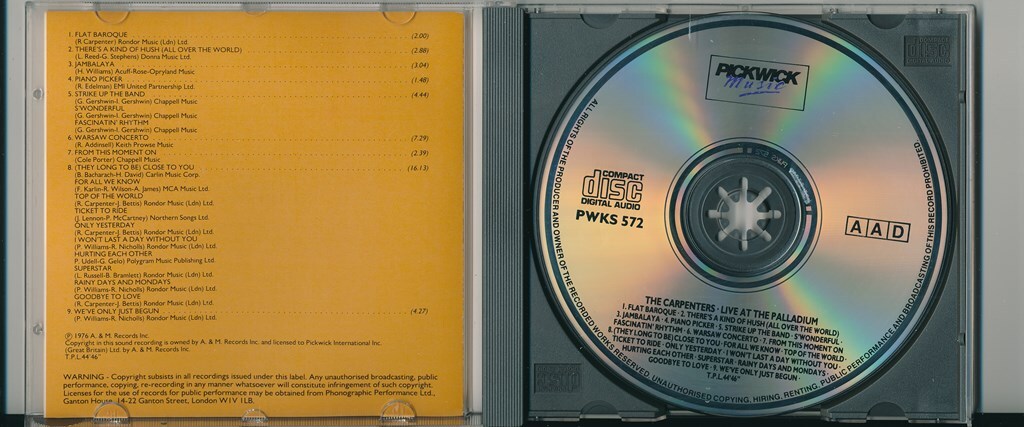 1. FLAT BAROQUE (2.00)
(R Carpenter) Rondor Music (Ldn) Ltd.
2. THERE'S A KIND OF HUSH (ALL OVER THE WORLD) (2.88)
(L. Reed-G. Stephens) Donna Music Ltd.
3. JAMBALAYA (3.04)
(H. Williams) Acuff-Rose-Opryland Music
4. PIANO PICKER (1.48)
(R. Edelman) EMI United Partnership Ltd.
5. STRIKE UP THE BAND (4.44)
(G. Gershwin-I. Gershwin) Chappell Music
S'WONDERFUL
(G. Gershwin-I. Gershwin) Chappell Music
FASCINATIN' RHYTHM
(G. Gershwin-I. Gershwin) Chappell Music
6. WARSAW CONCERTO (7.29)
(R. Addinsell) Keith Prowse Music
7. FROM THIS MOMENT ON (2.39)
(Cole Porter) Chappell Music
8. (THEY LONG TO BE) CLOSE TO YOU (16.13)
(B. Bacharach-H. David) Carlin Music Corp.
FOR ALL WE KNOW
(F. Karlin-R. Wilson-A. James) MCA Music Ltd.
TOP OF THE WORLD
(R. Carpenter-J. Bettis) Rondor Music (Ldn) Ltd.
TICKET TO RIDE
(J. Lennon-P. McCartney) Northern Songs Ltd.
ONLY YESTERDAY
(R. Carpenter-J. Bettis) Rondor Music (Ldn) Ltd.
I WON'T LAST A DAY WITHOUT YOU
(P. Williams-R. Nicholls) Rondor Music (Ldn) Ltd.
HURTING EACH OTHER
P. Udell-G. Geld) Polygram Music Publishing Ltd.
SUPERSTAR
(L. Russell-B. Bramlett) Rondor Music (Ldn) Ltd.
RAINY DAYS AND MONDAYS
(P. Williams-R. Nicholls) Rondor Music (Ldn) Ltd.
GOODBYE TO LOVE
(R. Carpenter-J. Bettis) Rondor Music (Ldn) Ltd.
9. WE'VE ONLY JUST BEGUN (4.27)
(P. Williams-R. Nicholls) Rondor Music (Ldn) Ltd.
℗ 1976 A. & M. Records Inc.
Copyright in this sound recording is owned by A. & M. Records Inc. and licensed to Pickwick International Inc.
(Great Britain) Ltd. by A. & M. Records Inc.
T.P.L.44'46"
WARNING - Copyright subsists in all recordings issued under this label. Any unauthorised broadcasting, public
performance, copying, re-recording in any manner whatsoever will constitute infringement of such copyright.
Licenses for the use of records for public performance may be obtained from Phonographic Performance Ltd.,
Ganton House, 14-22 Ganton Street, London W1V 1LB.
PICKWICK
Music
COMPACT
disc
DIGITAL AUDIO
PWKS 572
AAD
THE CARPENTERS · LIVE AT THE PALLADIUM
1. FLAT BAROQUE · 2. THERE'S A KIND OF HUSH (ALL OVER THE WORLD)
3. JAMBALAYA · 4. PIANO PICKER · 5. STRIKE UP THE BAND · S'WONDERFUL ·
FASCINATIN' RHYTHM · 6. WARSAW CONCERTO · 7. FROM THIS MOMENT ON
8. (THEY LONG TO BE) CLOSE TO YOU · FOR ALL WE KNOW · TOP OF THE WORLD ·
TICKET TO RIDE · ONLY YESTERDAY · I WON'T LAST A DAY WITHOUT YOU ·
HURTING EACH OTHER · SUPERSTAR · RAINY DAYS AND MONDAYS ·
GOODBYE TO LOVE · 9. WE'VE ONLY JUST BEGUN
T.P.L.44'46"
ALL RIGHTS OF THE PRODUCER AND OWNER OF THE RECORDED WORKS RESERVED. UNAUTHORISED COPYING, HIRING, RENTING, PUBLIC PERFORMANCE AND BROADCASTING OF THIS RECORD PROHIBITED